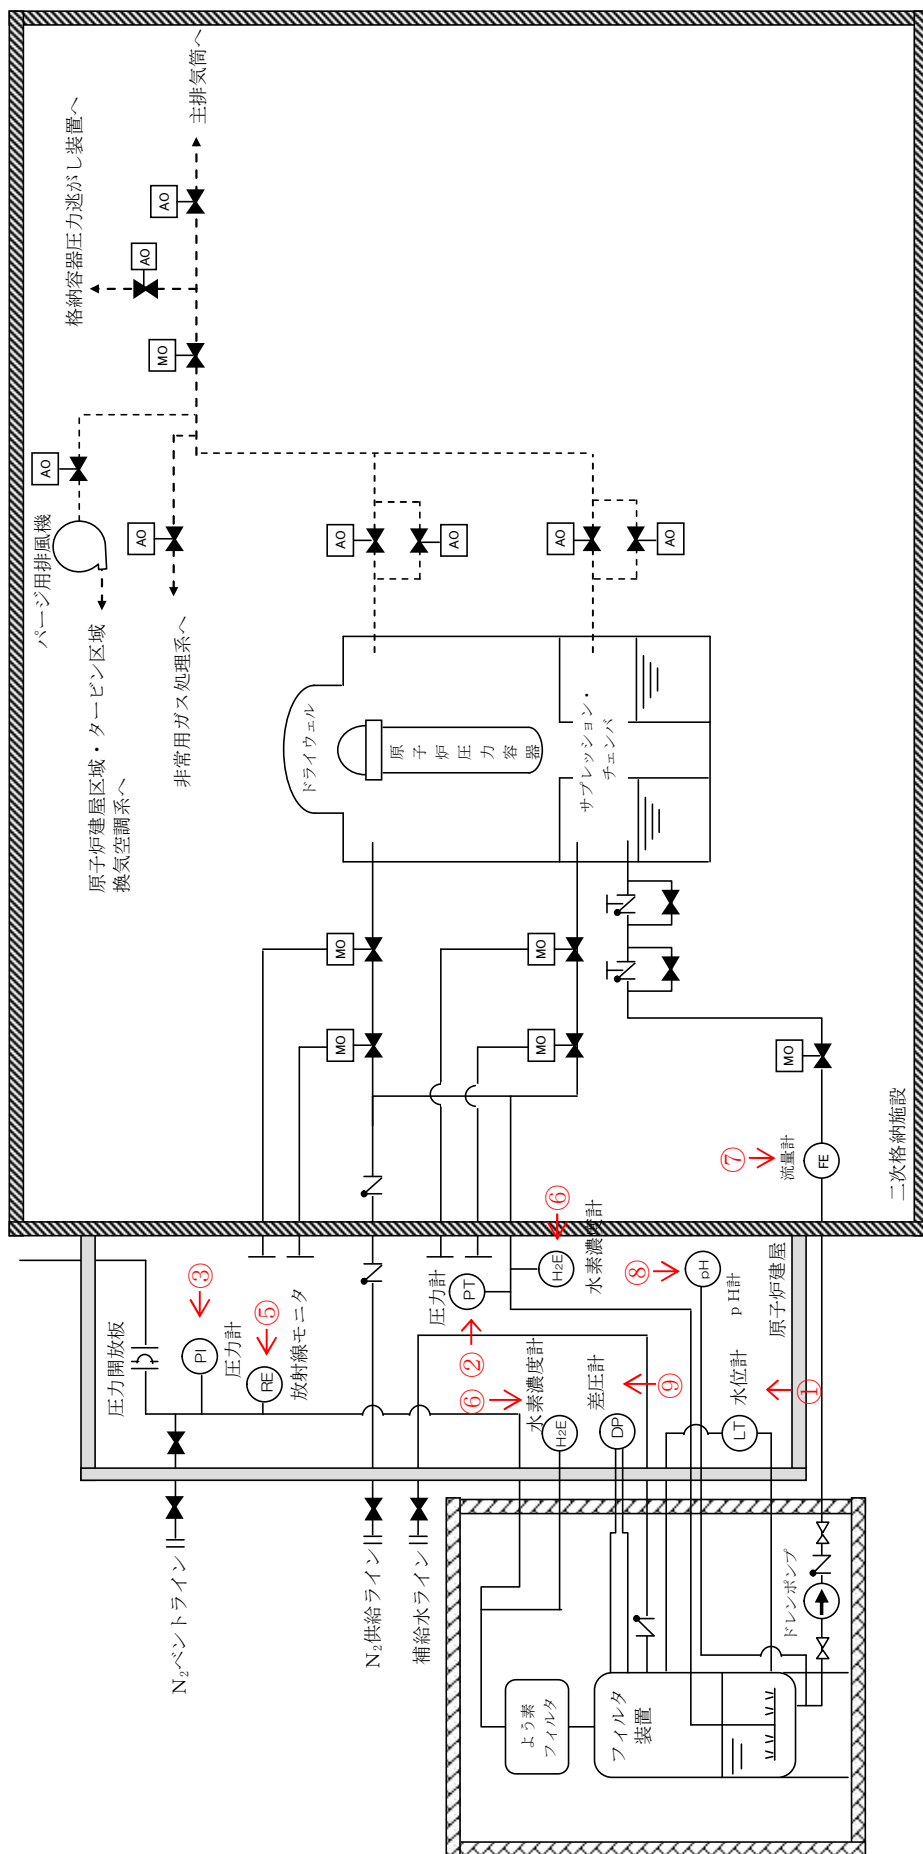 主排気筒へ
格納容器圧力逃がし装置へ
AO
AO
MO
AO
パージ用排風機
AO
原子炉建屋区域・タービン区域
換気空調系へ
非常用ガス処理系へ
AO
AO
AO
AO
ドライウェル
原子炉圧力容器
サプレッション・
チェンバ
MO
MO
MO
MO
MO
⑦
流量計
FE
二次格納施設
圧力開放板
③
PI
圧力計
⑤
RE
放射線モニタ
圧力計
PT
②
⑥
H2E
水素濃度計
⑥
水素濃度計
H2E
⑧
pH
pH計
原子炉建屋
差圧計
DP
⑨
水位計
LT
①
N₂ベントライン
N₂供給ライン
補給水ライン
よう素
フィルタ
フィルタ
装置
ドレンポンプ